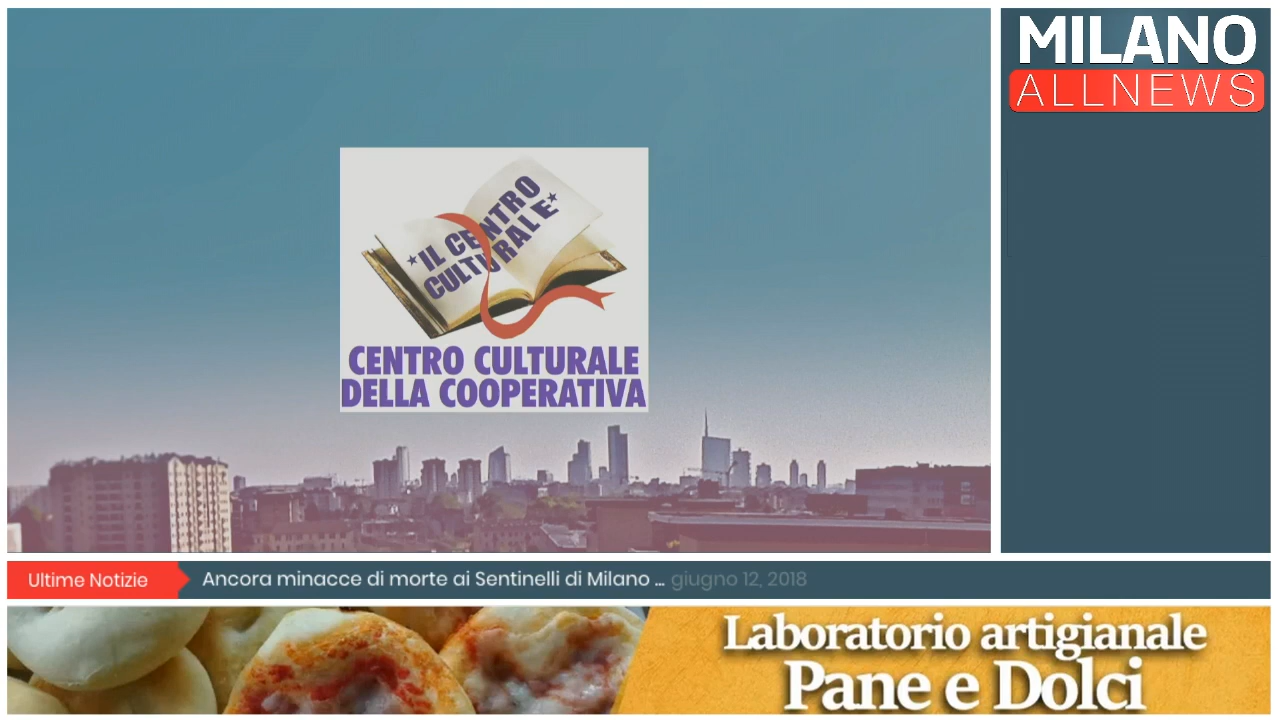 MILANO
ALLNEWS
*IL CENTRO
CULTURALE*
CENTRO CULTURALE
DELLA COOPERATIVA
Ultime Notizie
Ancora minacce di morte ai Sentinelli di Milano ... giugno 12, 2018
Laboratorio artigianale
Pane e Dolci